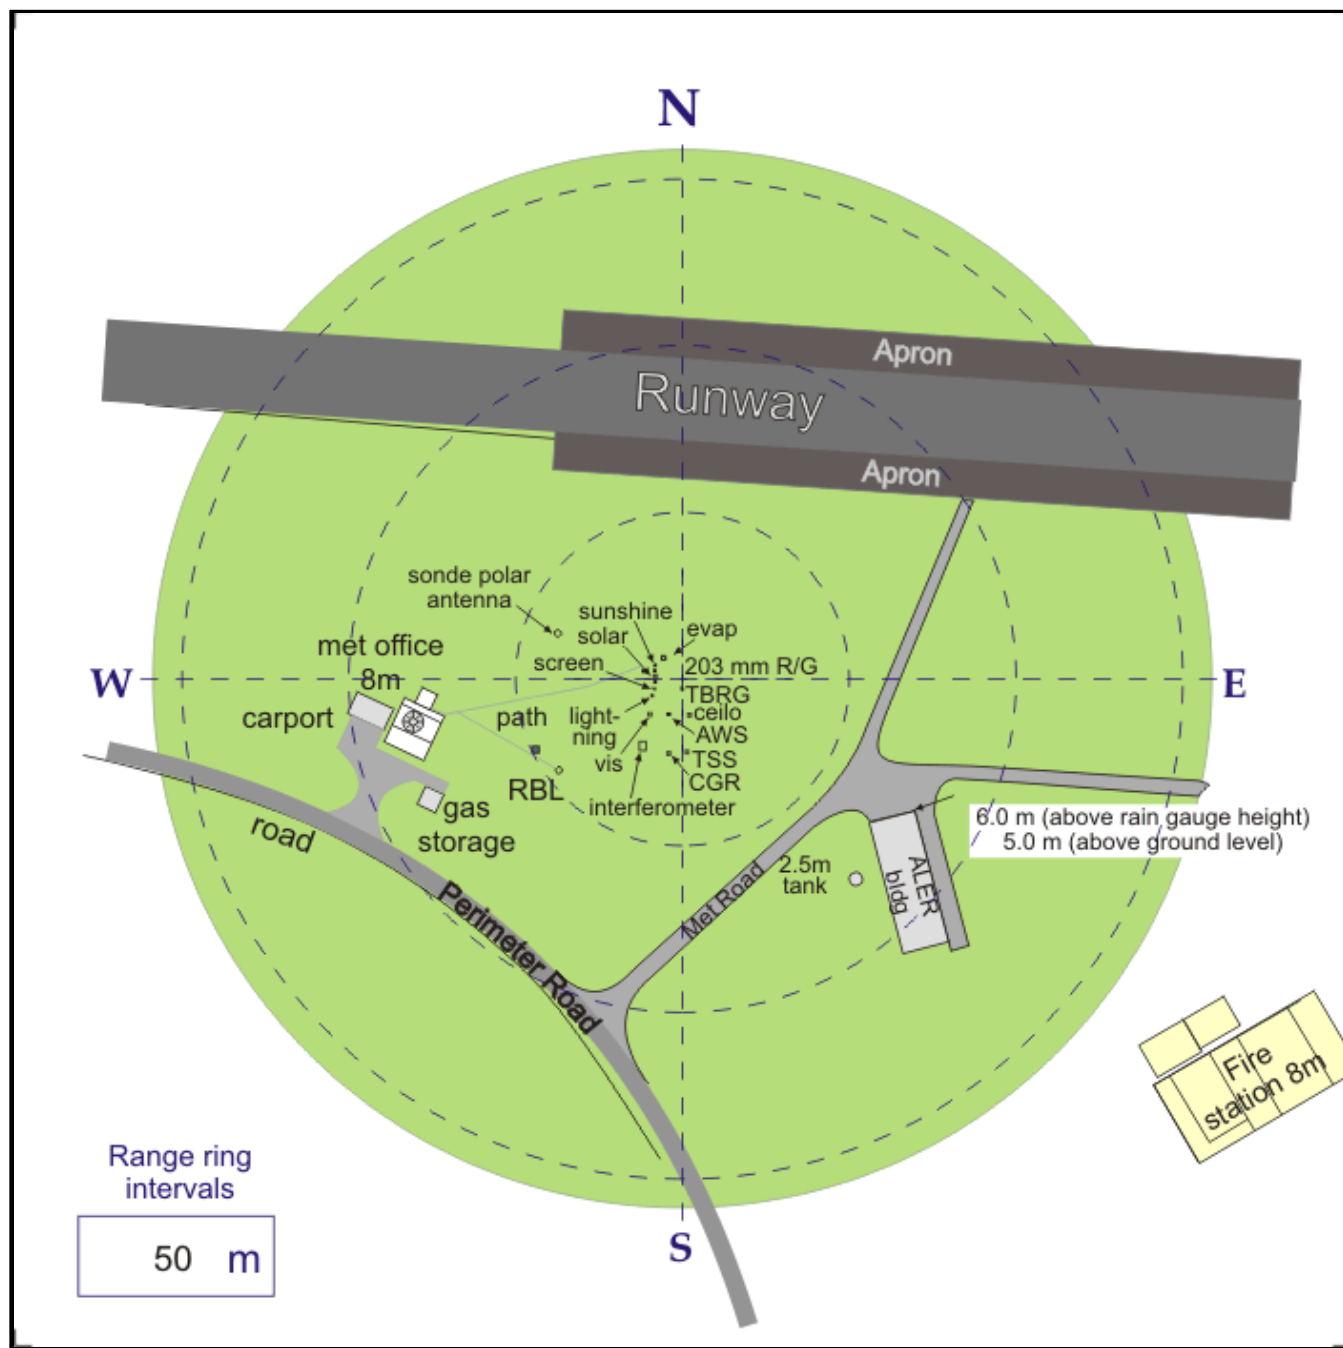 N
Apron
Runway
Apron
sonde polar
antenna
sunshine
solar
evap
met office
8m
screen
203 mm R/G
W
E
TBRG
carport
path
light-
ning
ceilo
AWS
vis
TSS
RBL
CGR
interferometer
gas
storage
road
6.0 m (above rain gauge height)
5.0 m (above ground level)
2.5m
tank
ALER
bldg
Met Road
Perimeter Road
Fire
station 8m
Range ring
intervals
50 m
S